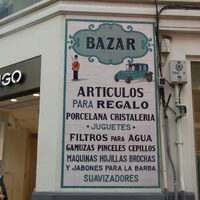 BAZAR
ARTICULOS
PARA REGALO
PORCELANA CRISTALERIA
· JUGUETES ·
FILTROS PARA AGUA
GAMUZAS PINCELES CEPILLOS
MAQUINAS HOJILLAS BROCHAS
Y JABONES PARA LA BARBA
SUAVIZADORES
GO